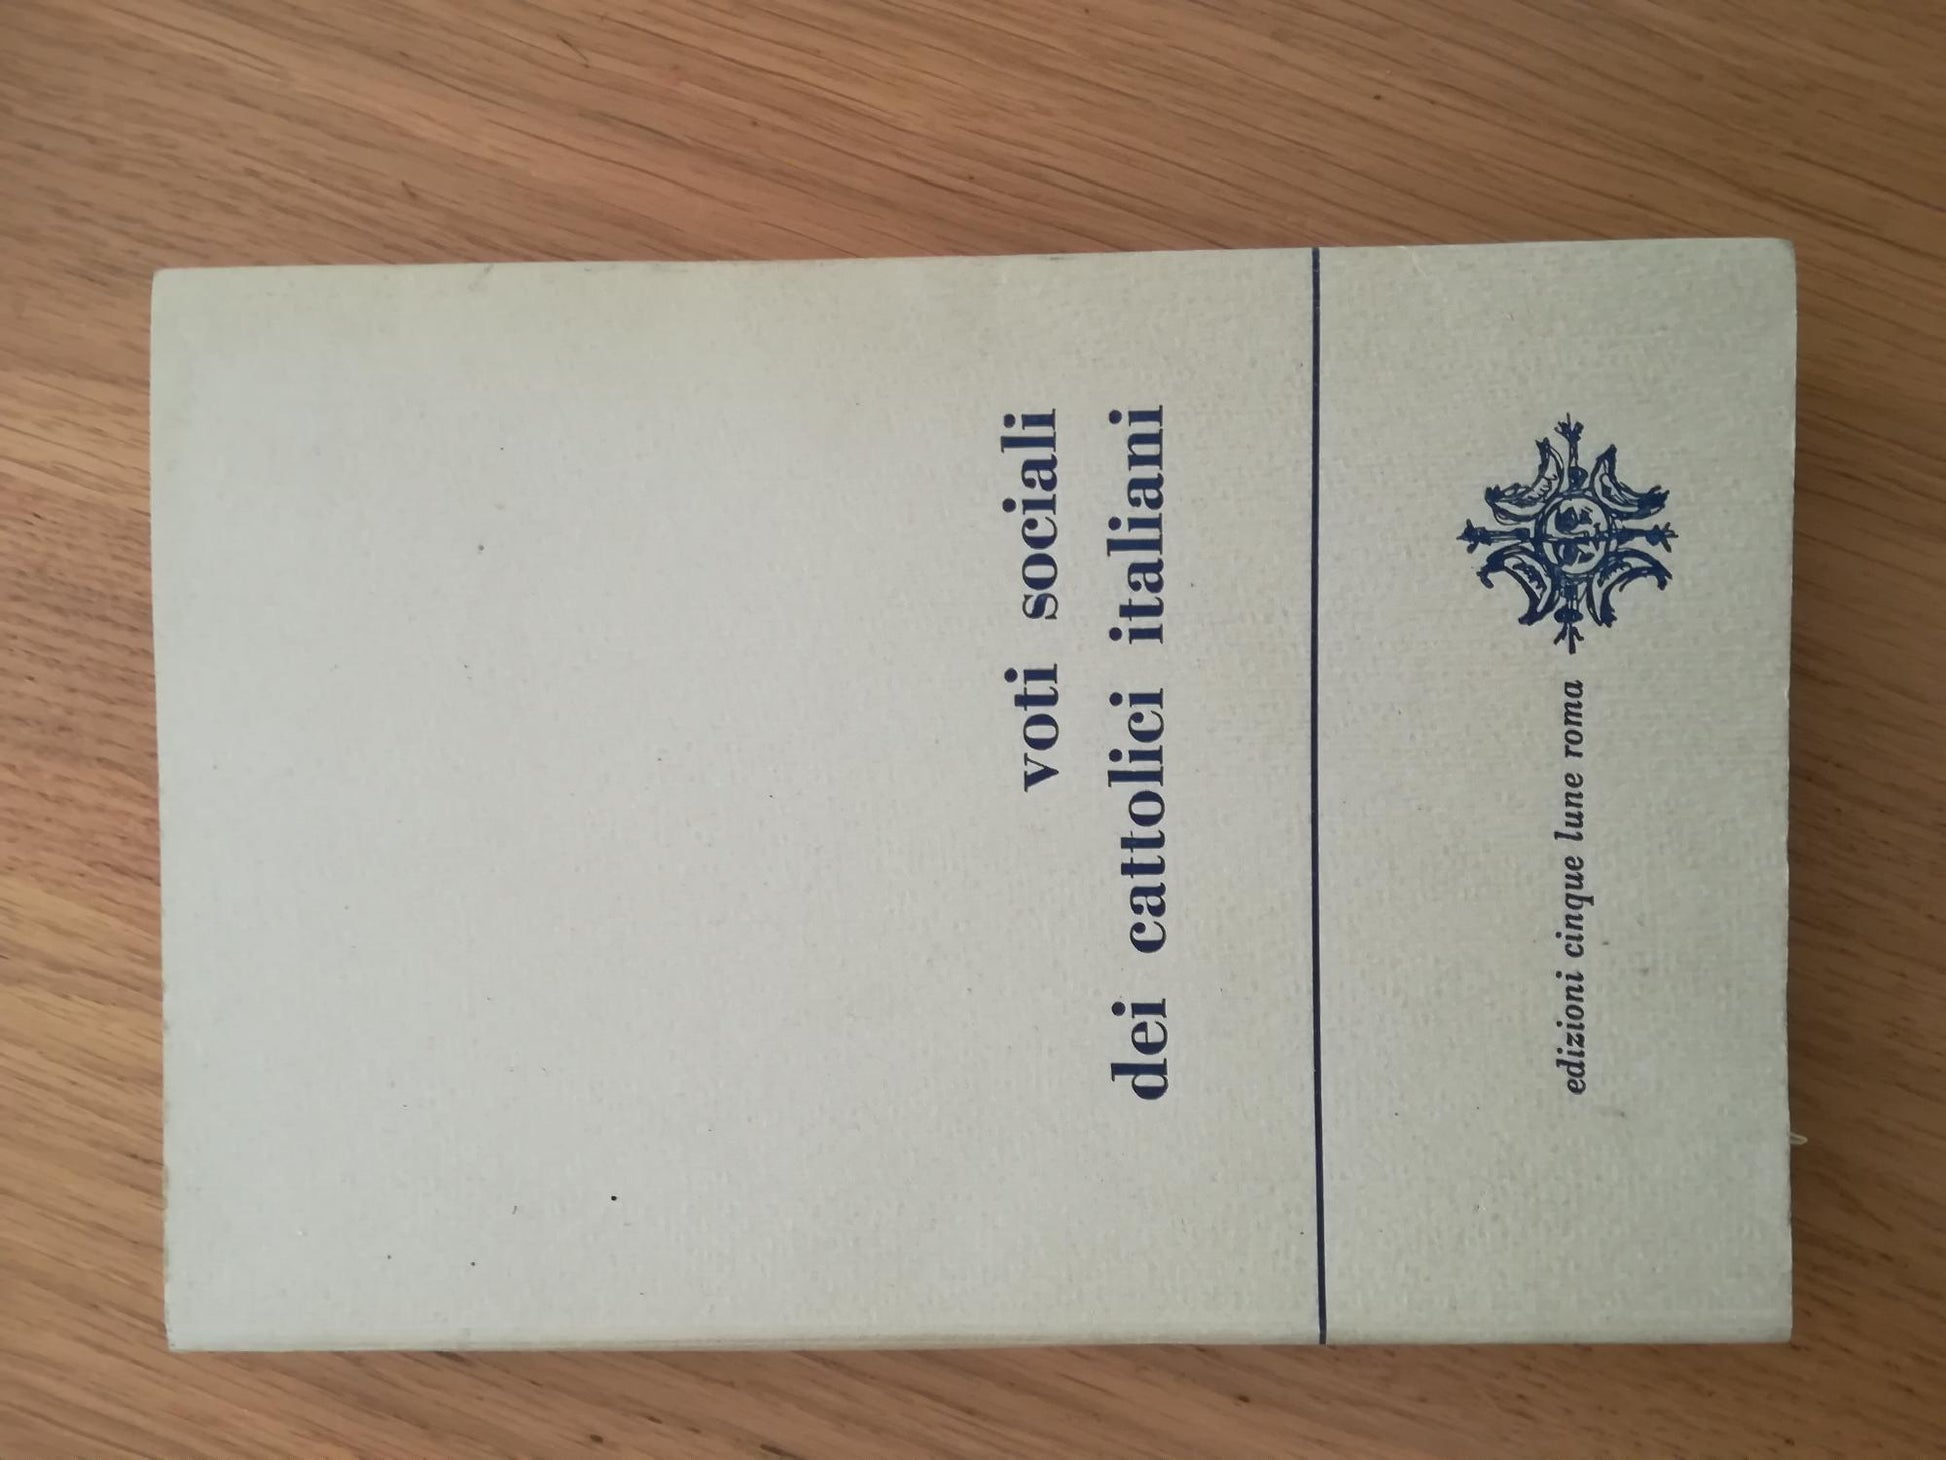 voti sociali
dei cattolici italiani
edizioni cinque lune roma